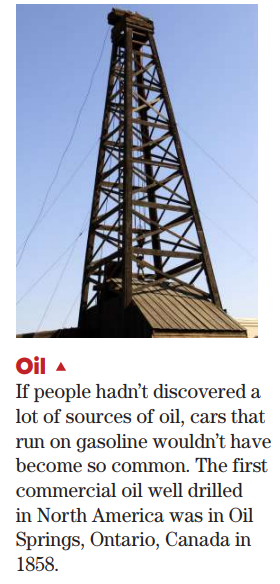 Oil ▲
If people hadn't discovered a
lot of sources of oil, cars that
run on gasoline wouldn't have
become so common. The first
commercial oil well drilled
in North America was in Oil
Springs, Ontario, Canada in
1858.